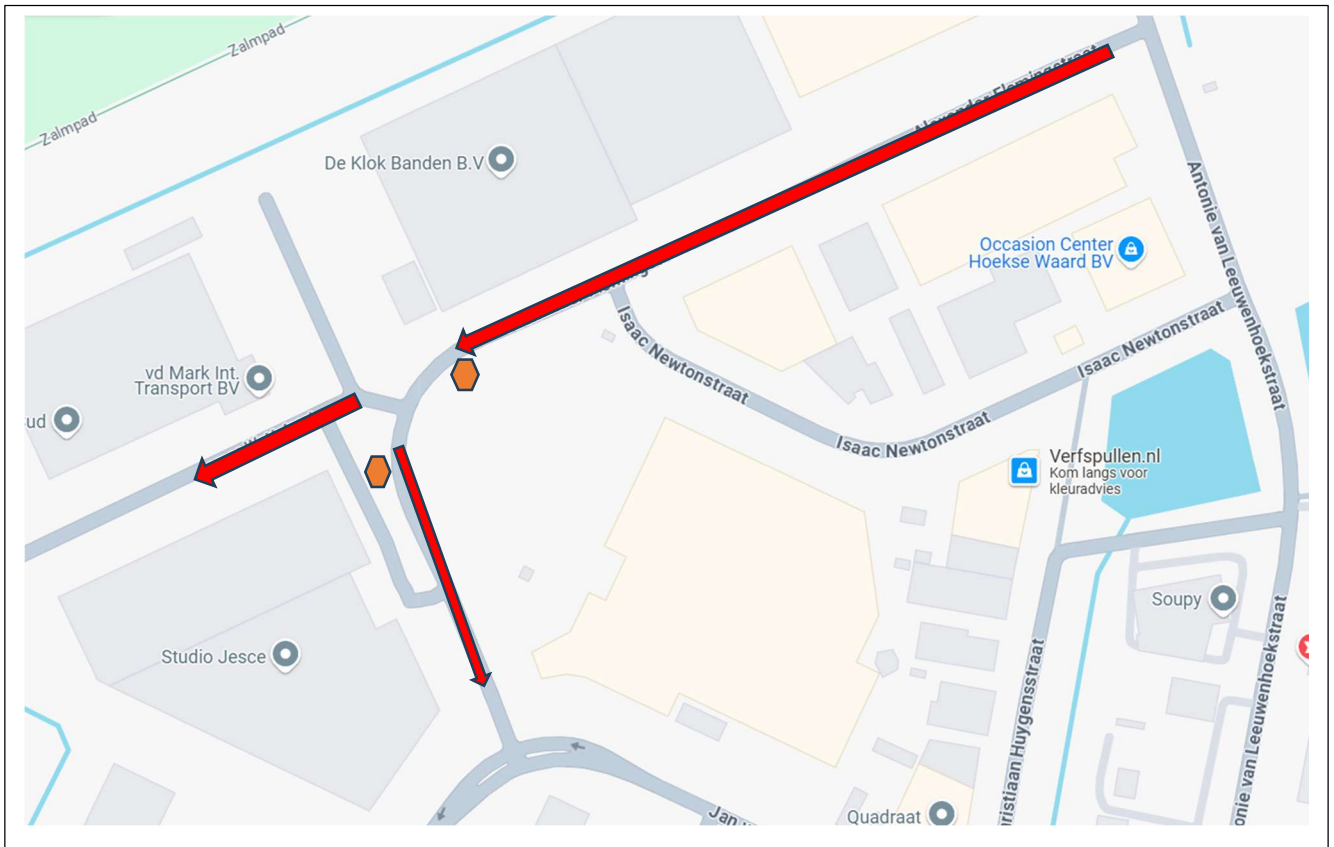 Zalmpad
Zalmpad
De Klok Banden B.V
Antonie van Leeuwenhoekstraat
Occasion Center
Hoekse Waard BV
Isaac Newtonstraat
Isaac Newtonstraat
Isaac Newtonstraat
vd Mark Int.
Transport BV
ud
Verfspullen.nl
Kom langs voor
kleuradvies
Soupy
Studio Jesce
ristiaan Huygensstraat
onie van Leeuwenhoekstraat
Quadraat
Jan